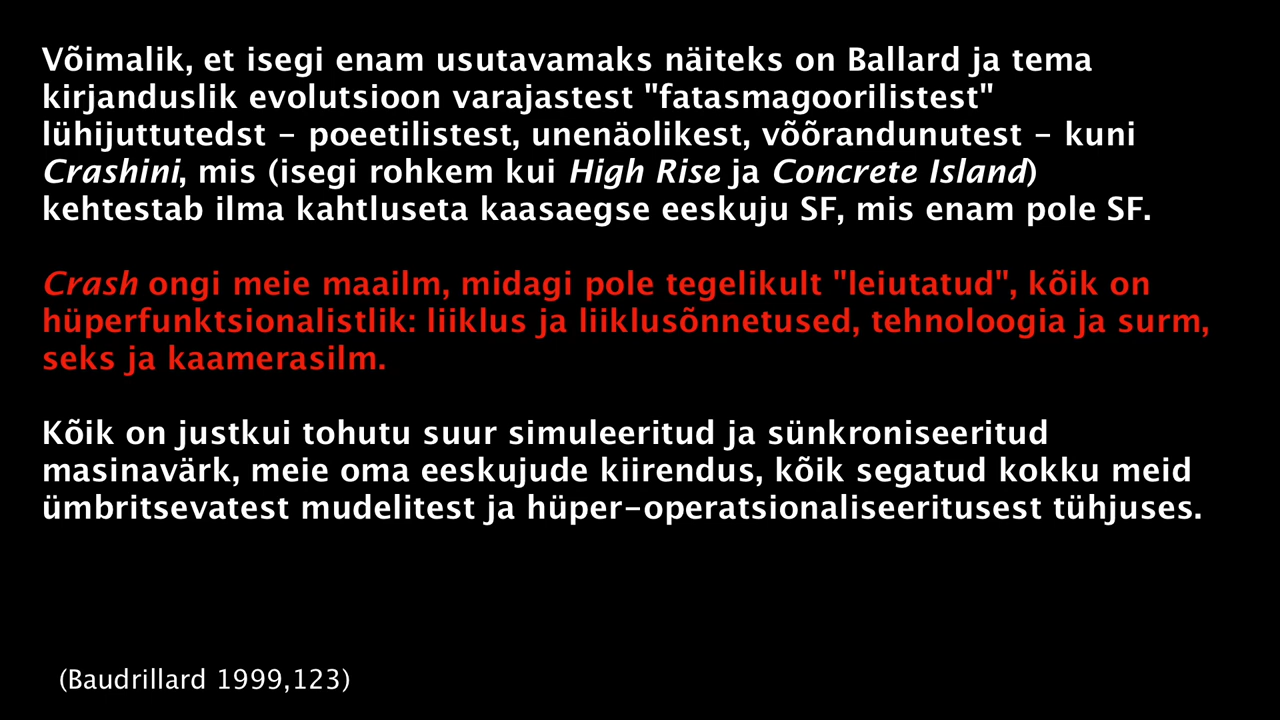 Võimalik, et isegi enam usutavamaks näiteks on Ballard ja tema
kirjanduslik evolutsioon varajastest "fatasmagoorilistest"
lühijuttutedst – poeetilistest, unenäolikest, võõrandunutest – kuni
Crashini, mis (isegi rohkem kui High Rise ja Concrete Island)
kehtestab ilma kahtluseta kaasaegse eeskuju SF, mis enam pole SF.
Crash ongi meie maailm, midagi pole tegelikult "leiutatud", kõik on
hüperfunktsionalistlik: liiklus ja liiklusõnnetused, tehnoloogia ja surm,
seks ja kaamerasilm.
Kõik on justkui tohutu suur simuleeritud ja sünkroniseeritud
masinavärk, meie oma eeskujude kiirendus, kõik segatud kokku meid
ümbritsevatest mudelitest ja hüper–operatsionaliseeritusest tühjuses.
(Baudrillard 1999,123)